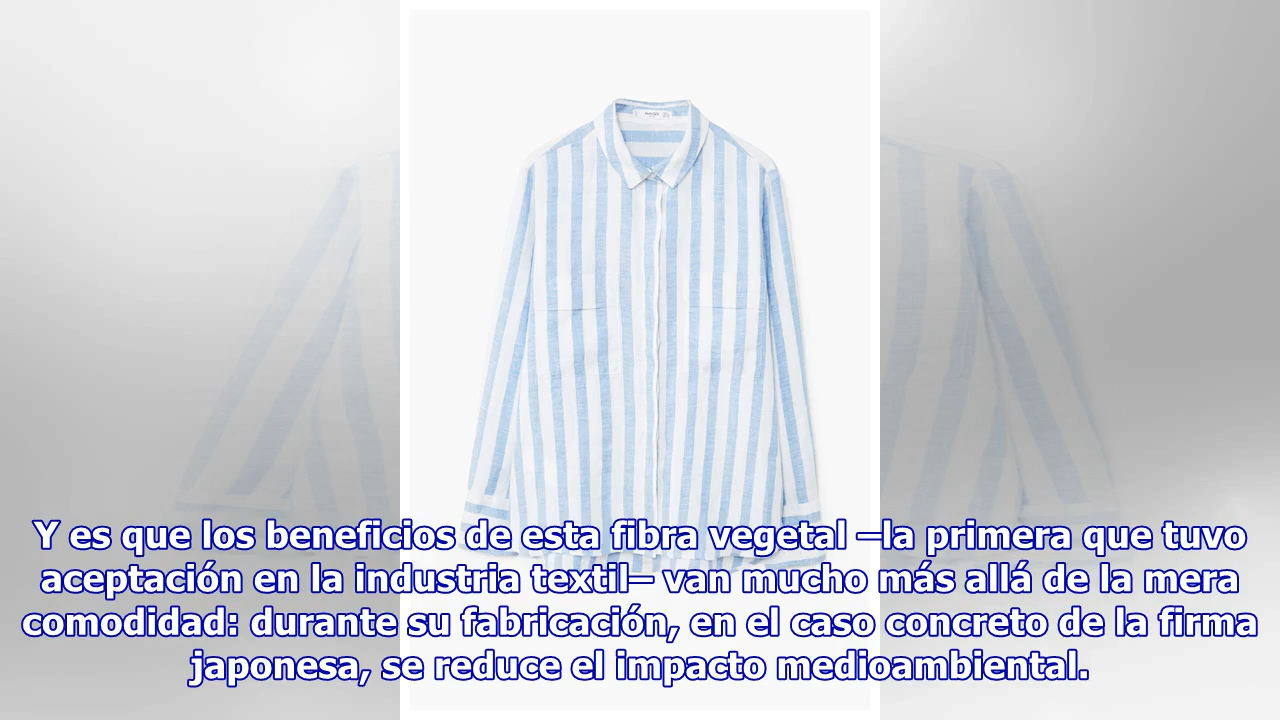 Y es que los beneficios de esta fibra vegetal —la primera que tuvo
aceptación en la industria textil— van mucho más allá de la mera
comodidad: durante su fabricación, en el caso concreto de la firma
japonesa, se reduce el impacto medioambiental.